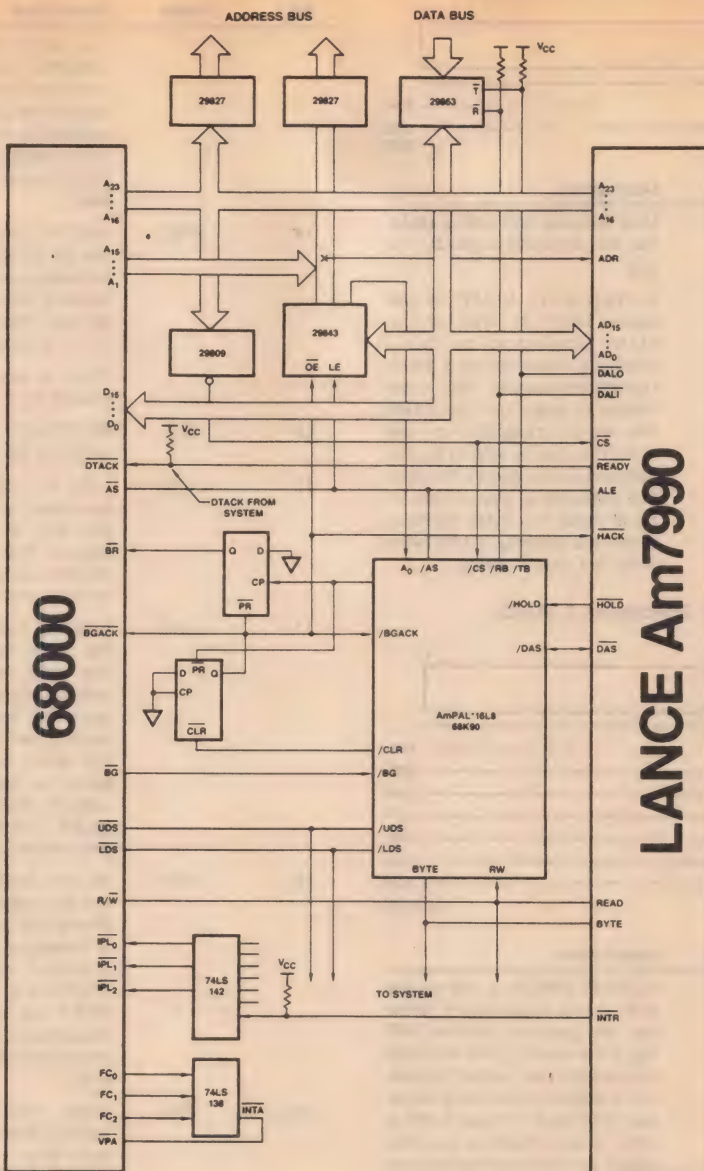 ADDRESS BUS
DATA BUS
VCC
29827
29827
29863
T
R
A23
A16
A15
A1
A23
A16
ADR
29809
29843
OE LE
AD15
AD0
DALO
DALI
D15
D0
VCC
CS
DTACK
READY
AS
DTACK FROM
SYSTEM
ALE
HACK
BR
Q D
CP
PR
A0 /AS /CS /RB /TB
/HOLD
HOLD
BGACK
/BGACK
/DAS
DAS
D PR Q
CP
CLR
AmPAL*16L8
68K90
/CLR
BG
/BG
UDS
/UDS
LDS
/LDS
BYTE RW
R/W
READ
BYTE
IPL0
IPL1
IPL2
74LS
142
VCC
TO SYSTEM
INTR
FC0
FC1
FC2
VPA
74LS
138
INTA
68000
LANCE Am7990